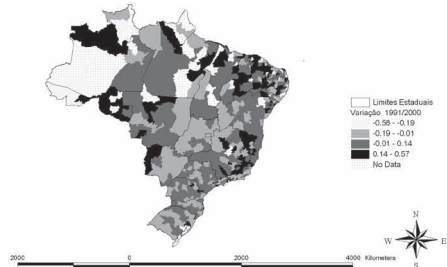 Limites Estaduais
Variação 1991/2000
-0.58 - -0.19
-0.19 - -0.01
-0.01 - 0.14
0.14 - 0.57
No Data
N
W E
S
2000 0 2000 4000 Kilometers